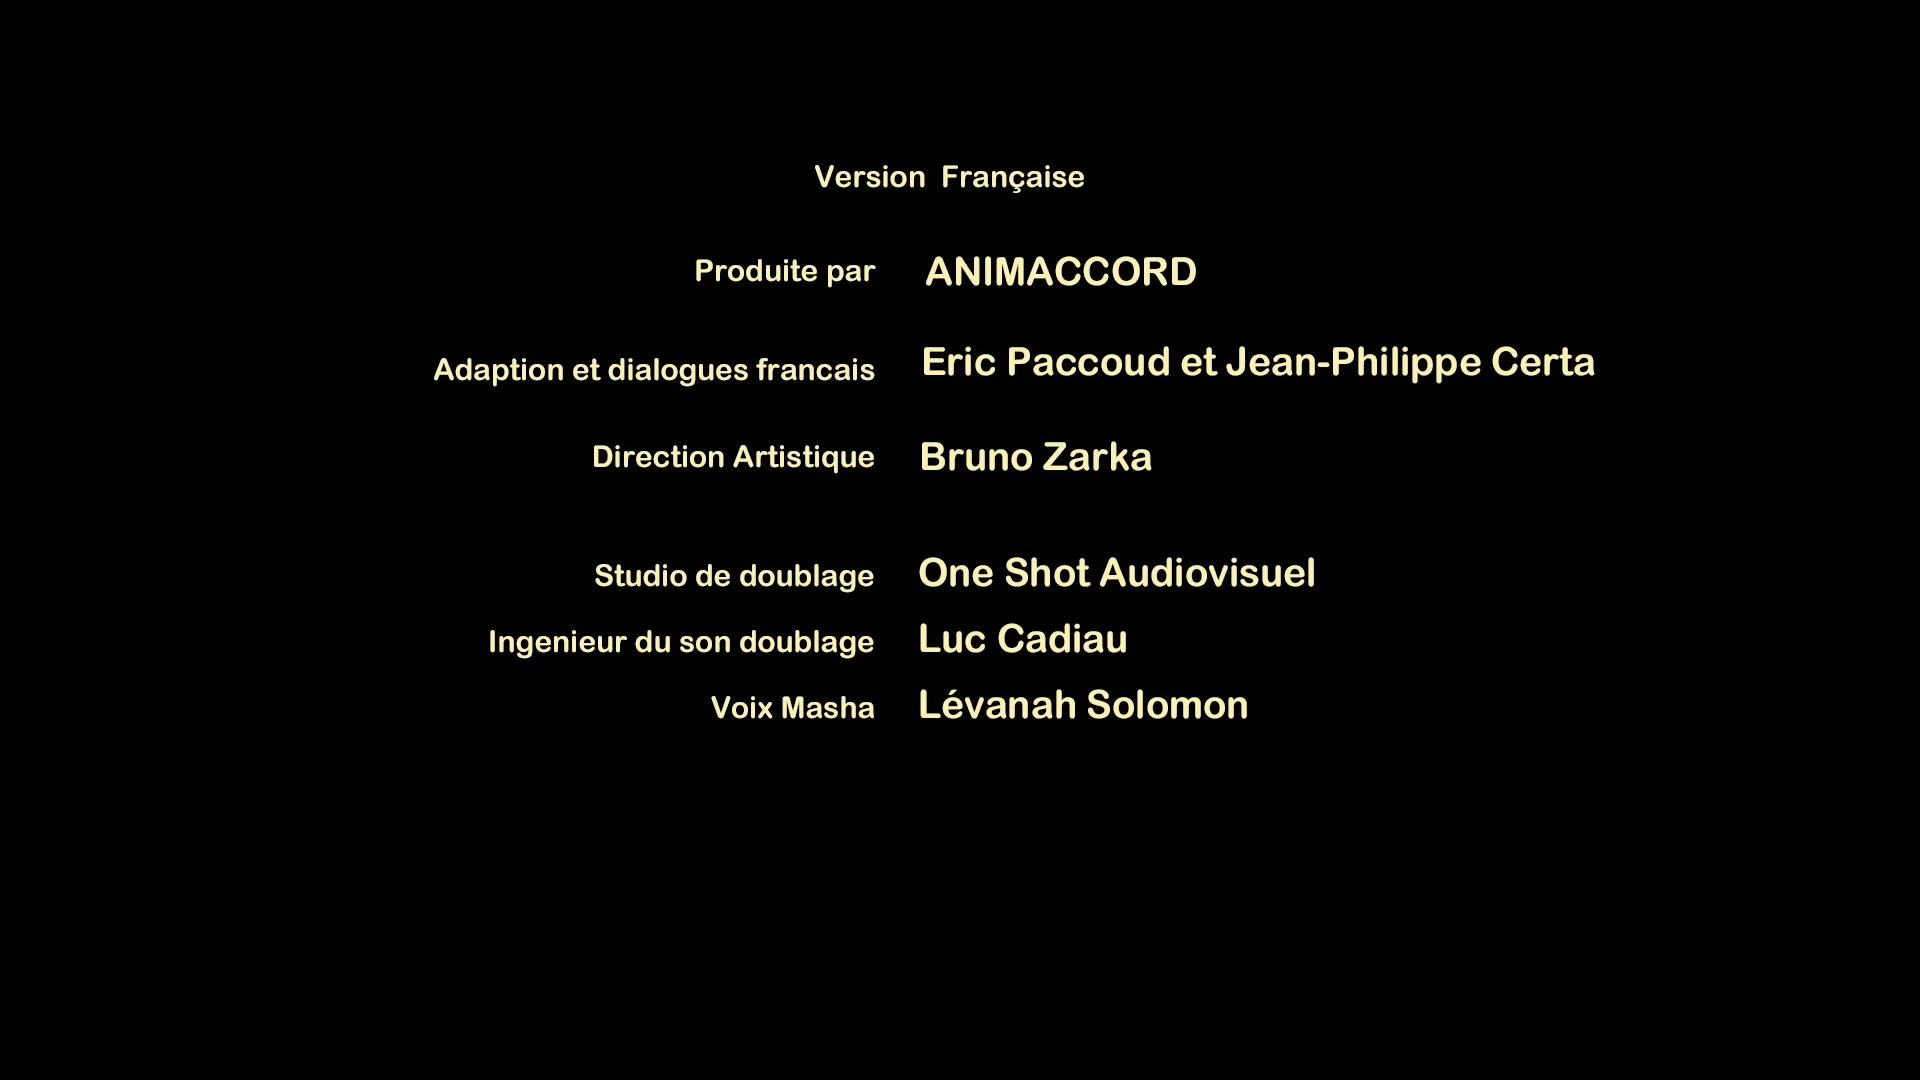 Version Française
Produite par ANIMACCORD
Adaption et dialogues francais Eric Paccoud et Jean-Philippe Certa
Direction Artistique Bruno Zarka
Studio de doublage One Shot Audiovisuel
Ingenieur du son doublage Luc Cadiau
Voix Masha Lévanah Solomon